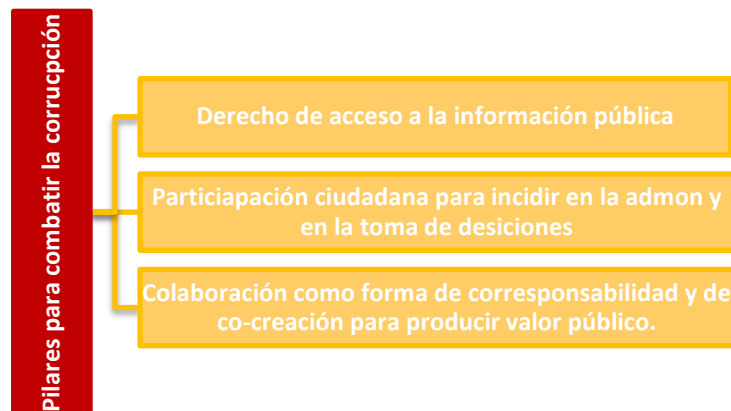 Pilares para combatir la corrucpción
Derecho de acceso a la información pública
Particiapación ciudadana para incidir en la admon y
en la toma de desiciones
Colaboración como forma de corresponsabilidad y de
co-creación para producir valor público.